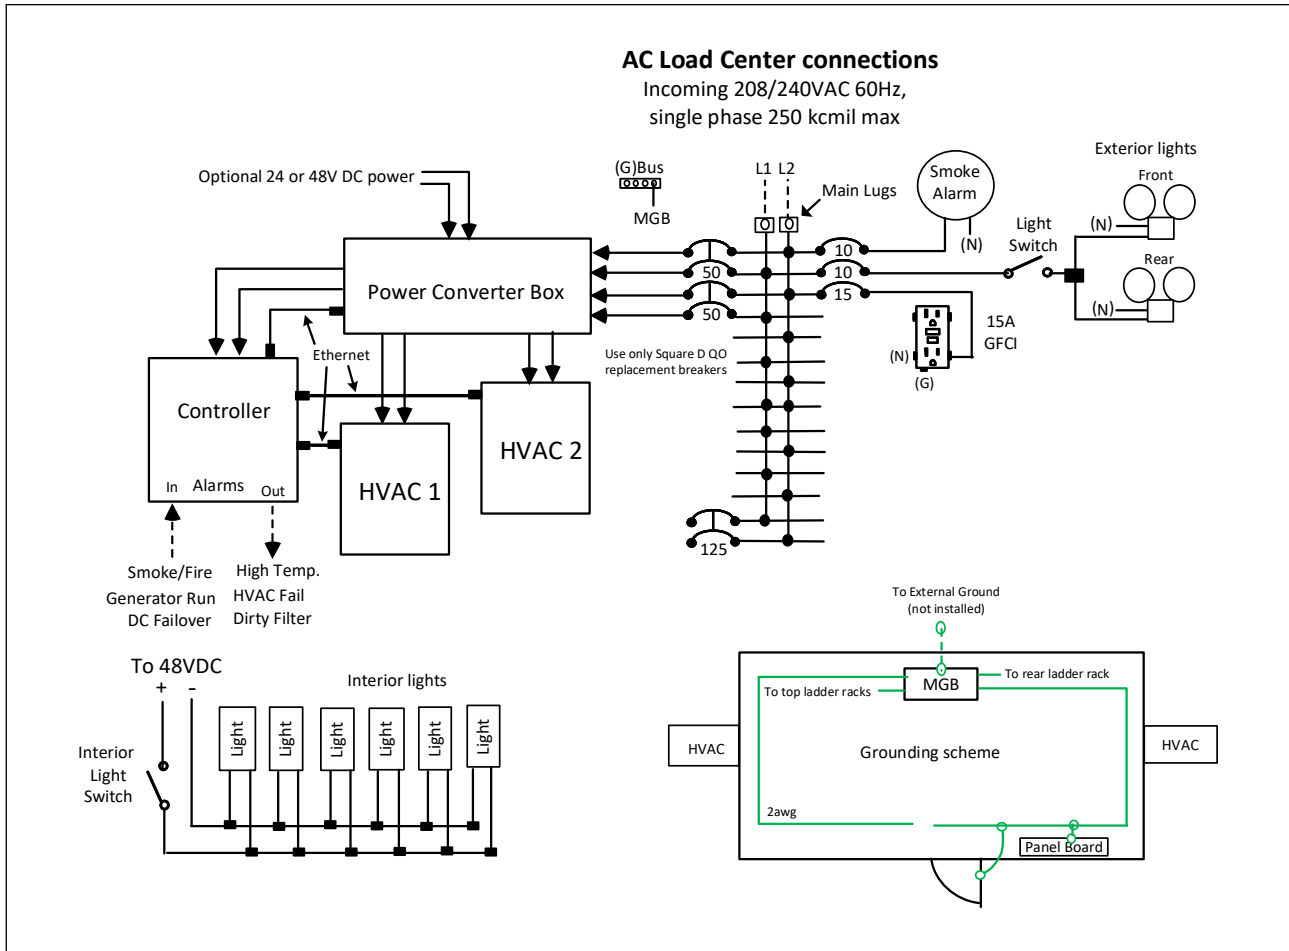 AC Load Center connections
Incoming 208/240VAC 60Hz,
single phase 250 kcmil max
Optional 24 or 48V DC power
(G)Bus
MGB
L1
L2
Main Lugs
Smoke
Alarm
(N)
Light
Switch
Exterior lights
Front
(N)
Rear
(N)
10
10
15
50
50
15A
GFCI
(N)
(G)
Use only Square D QO
replacement breakers
125
Power Converter Box
Ethernet
Controller
In
Alarms
Out
HVAC 1
HVAC 2
Smoke/Fire
Generator Run
DC Failover
High Temp.
HVAC Fail
Dirty Filter
To 48VDC
+
-
Interior lights
Interior
Light
Switch
Light
Light
Light
Light
Light
Light
To External Ground
(not installed)
MGB
To top ladder racks
To rear ladder rack
HVAC
Grounding scheme
HVAC
2awg
Panel Board